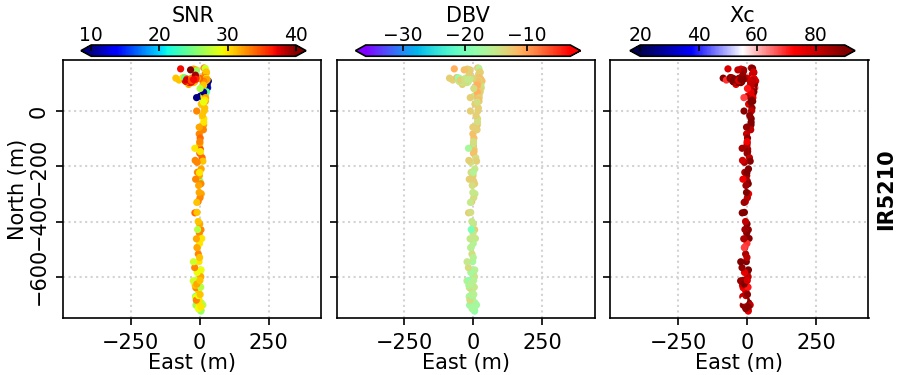 SNR DBV Xc
10 20 30 40 −30 −20 −10 20 40 60 80
North (m)
0
−200
−400
−600
IR5210
−250 0 250 −250 0 250 −250 0 250
East (m) East (m) East (m)